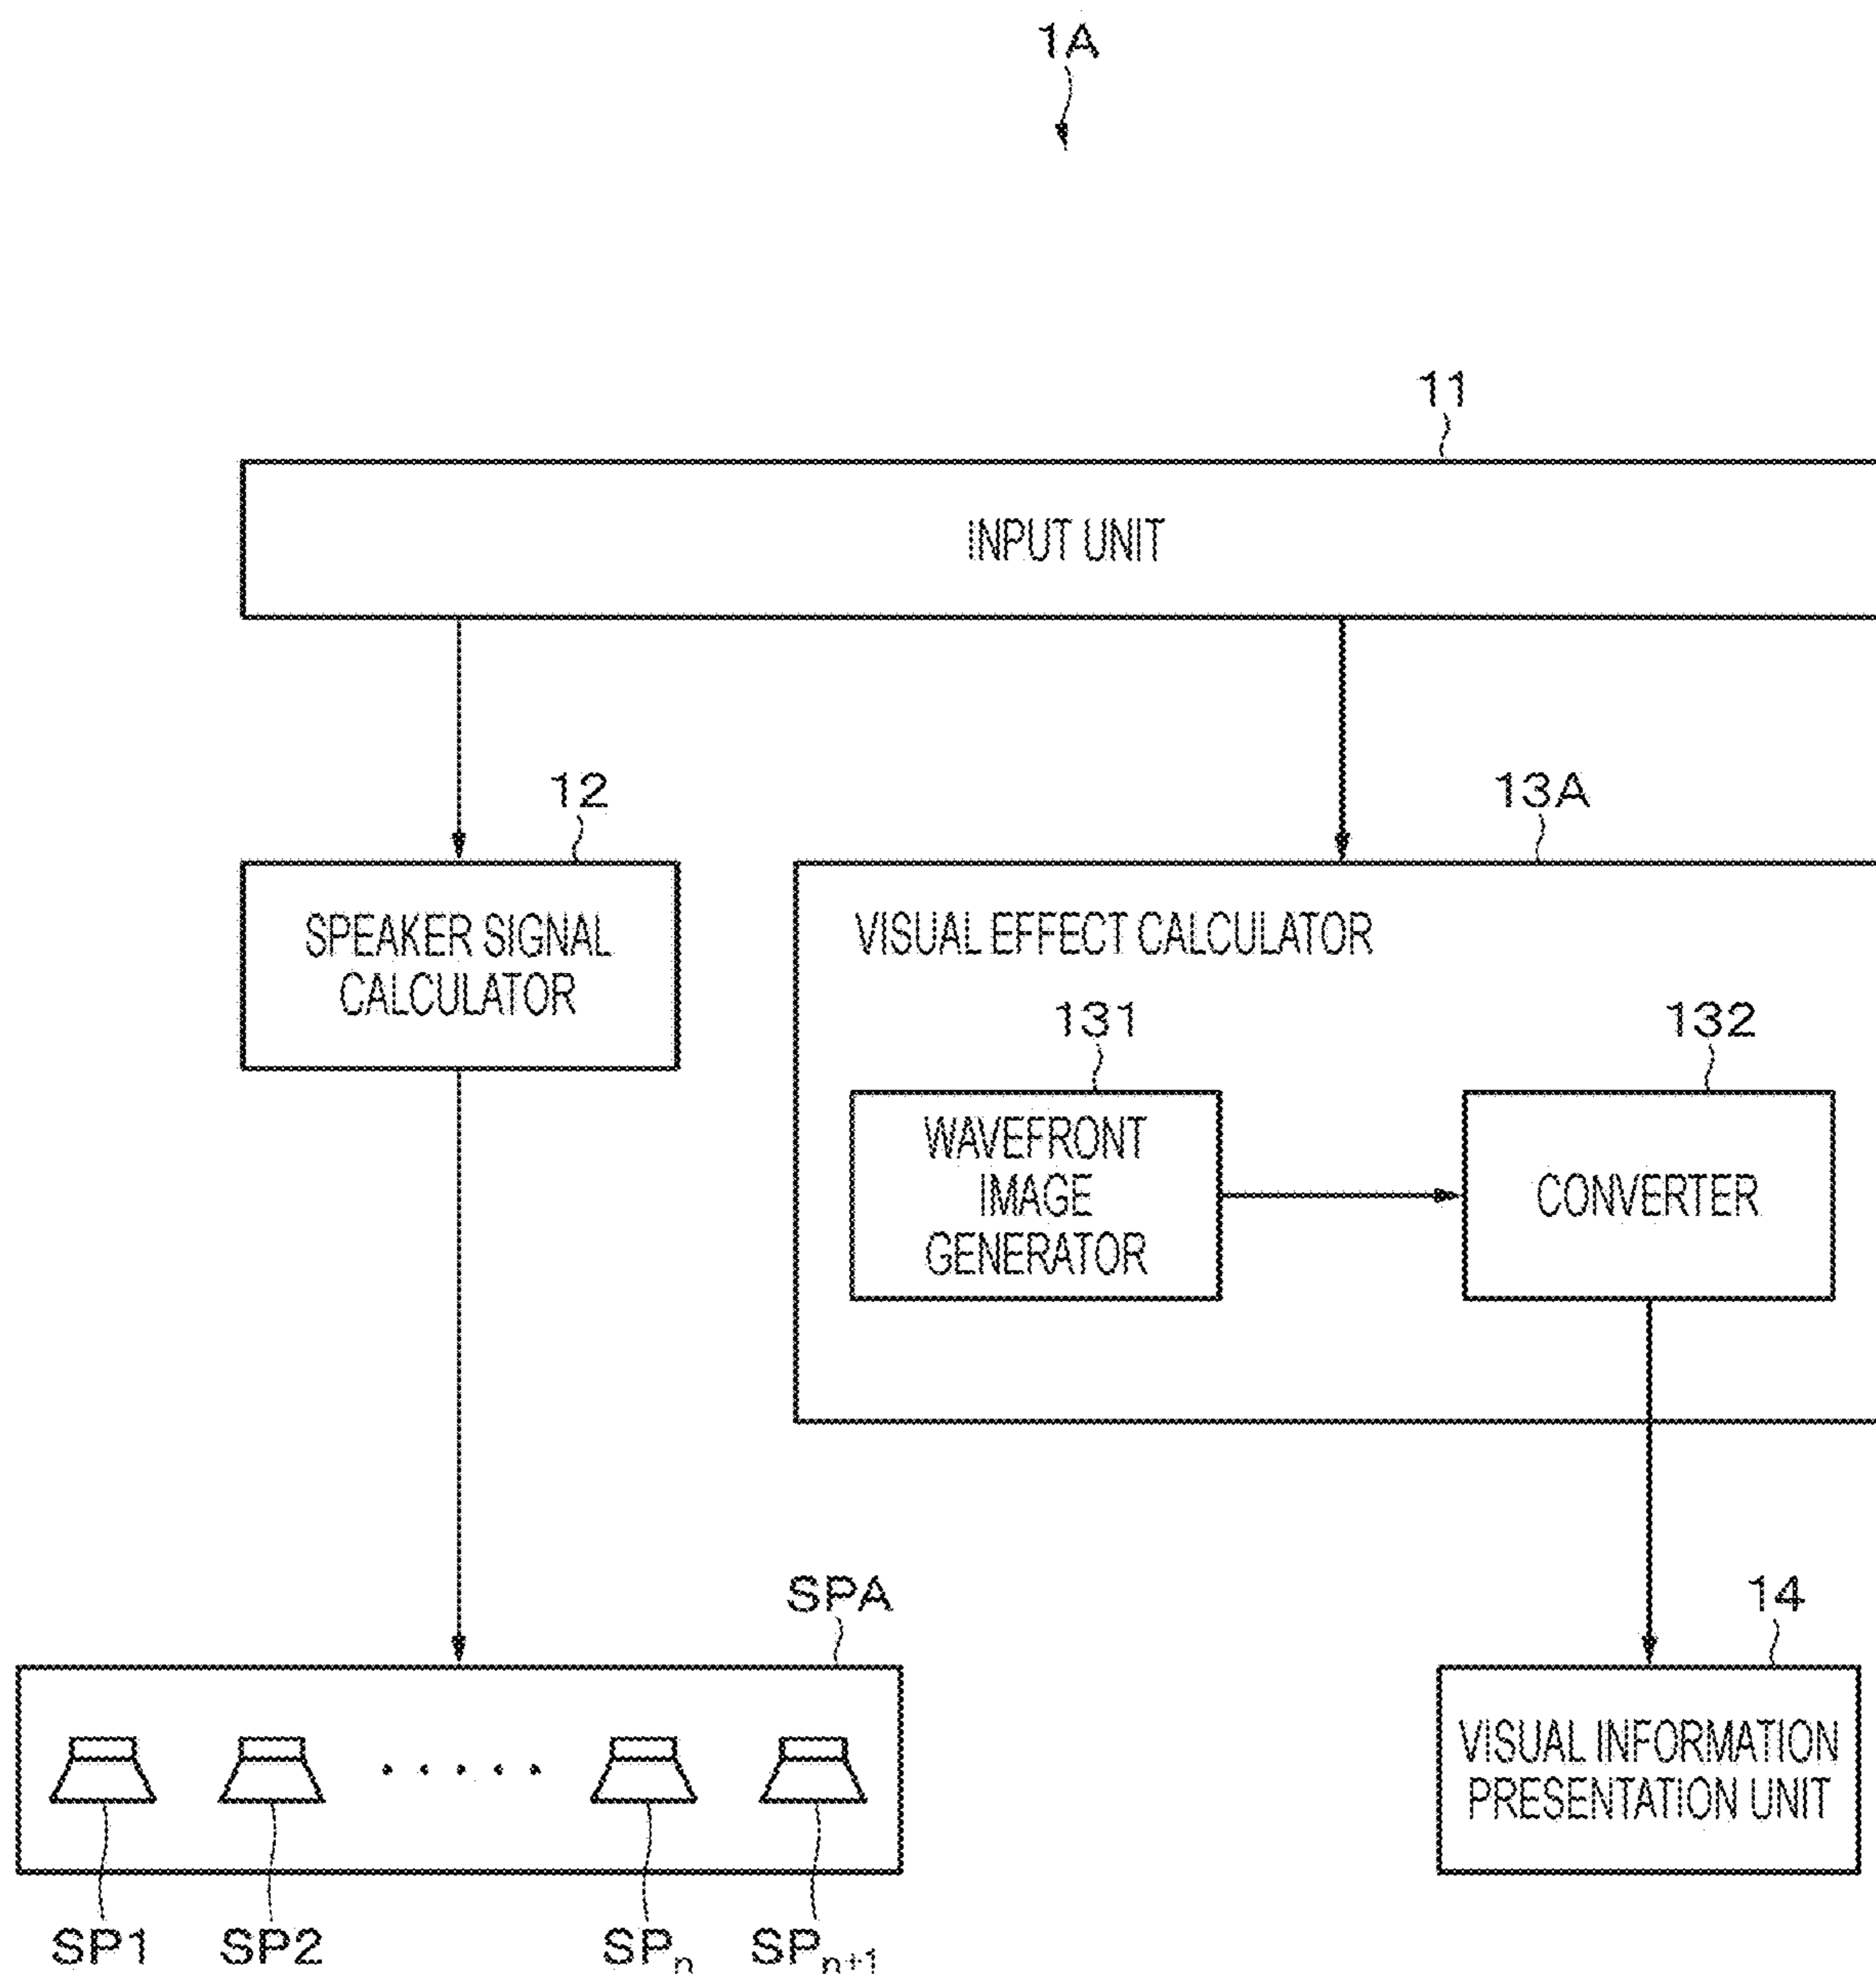 1A
11
INPUT UNIT
12
13A
SPEAKER SIGNAL
CALCULATOR
VISUAL EFFECT CALCULATOR
131
132
WAVEFRONT
IMAGE
GENERATOR
CONVERTER
SPA
14
VISUAL INFORMATION
PRESENTATION UNIT
SP1 SP2 ..... SPn SPn+1